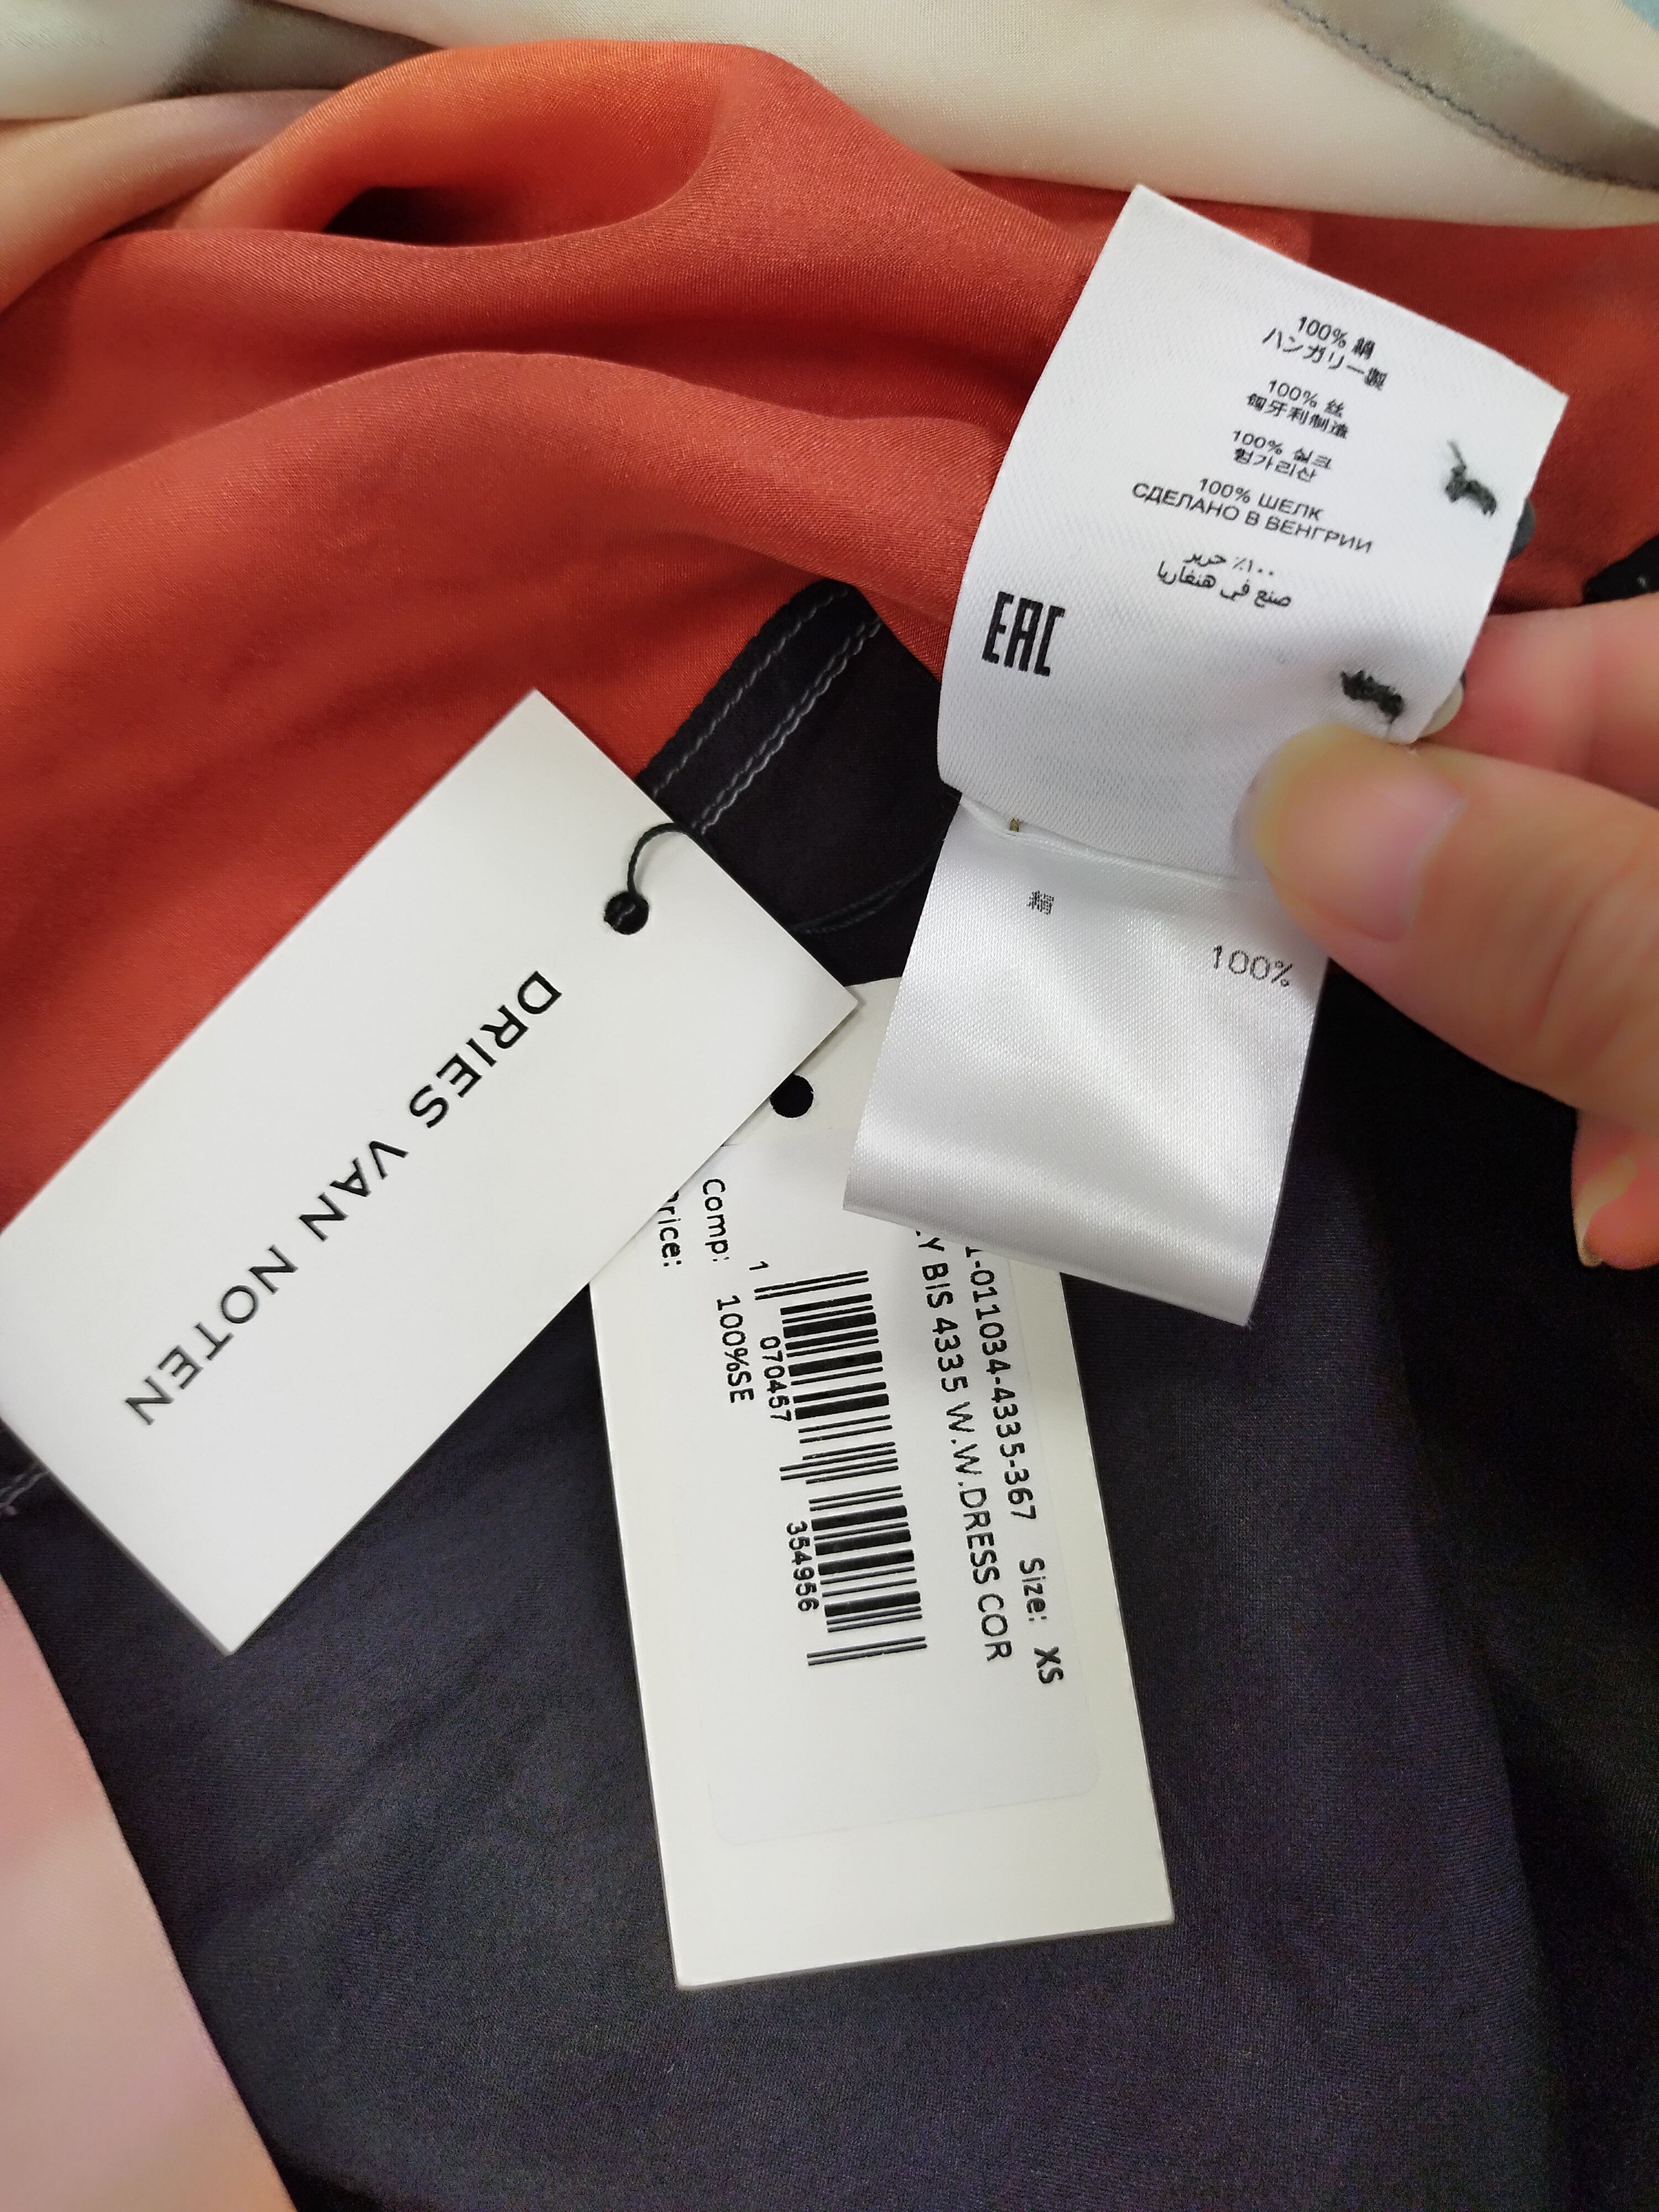 100% 絹
ハンガリー製
100% 丝
匈牙利制造
100% 실크
헝가리산
100% ШЕЛК
СДЕЛАНО В ВЕНГРИИ
١٠٠٪ حرير
صنع في هنغاريا
EAC
絹
100%
DRIES VAN NOTEN
1-011034-4335-367 Size: XS
Y BIS 4335 W.W.DRESS COR
1 070457 354956
Comp: 100%SE
rice: